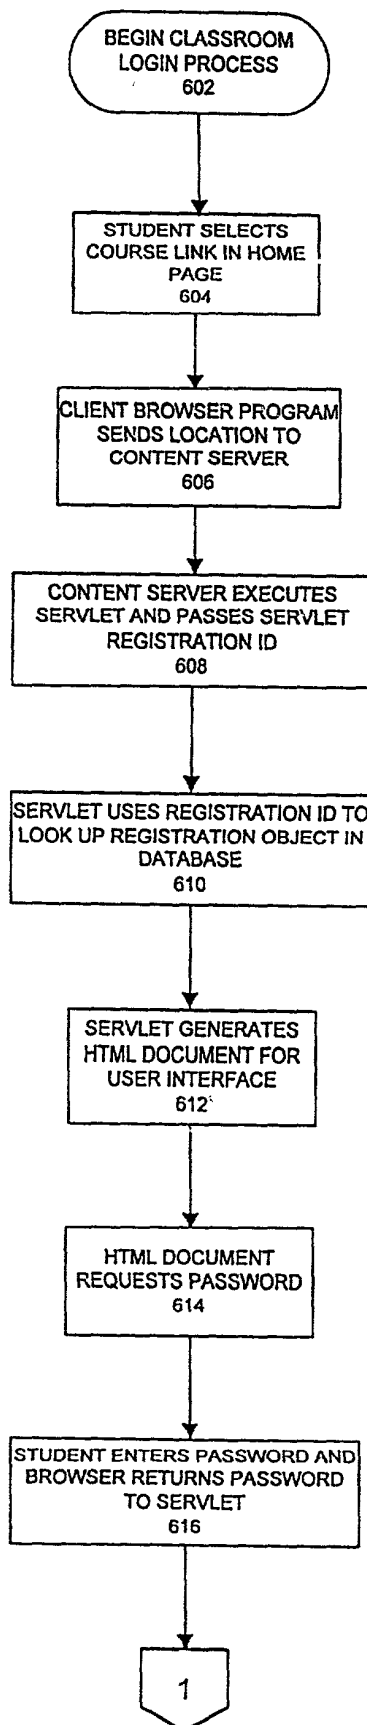 BEGIN CLASSROOM
LOGIN PROCESS
602
STUDENT SELECTS
COURSE LINK IN HOME
PAGE
604
CLIENT BROWSER PROGRAM
SENDS LOCATION TO
CONTENT SERVER
606
CONTENT SERVER EXECUTES
SERVLET AND PASSES SERVLET
REGISTRATION ID
608
SERVLET USES REGISTRATION ID TO
LOOK UP REGISTRATION OBJECT IN
DATABASE
610
SERVLET GENERATES
HTML DOCUMENT FOR
USER INTERFACE
612
HTML DOCUMENT
REQUESTS PASSWORD
614
STUDENT ENTERS PASSWORD AND
BROWSER RETURNS PASSWORD
TO SERVLET
616
1